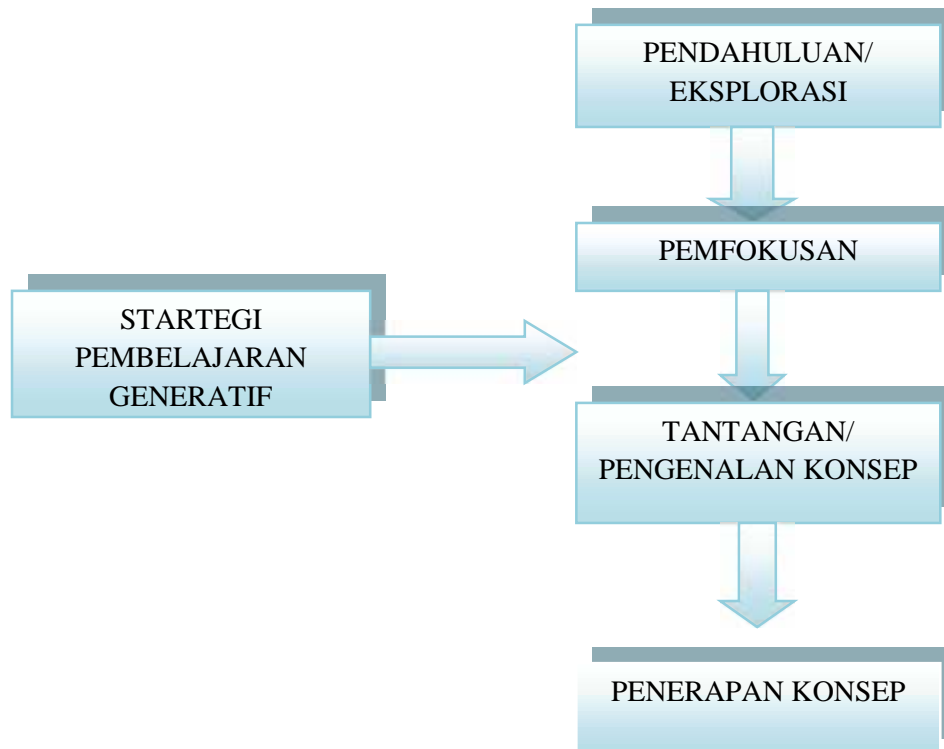 PENDAHULUAN/
EKSPLORASI
PEMFOKUSAN
STARTEGI
PEMBELAJARAN
GENERATIF
TANTANGAN/
PENGENALAN KONSEP
PENERAPAN KONSEP